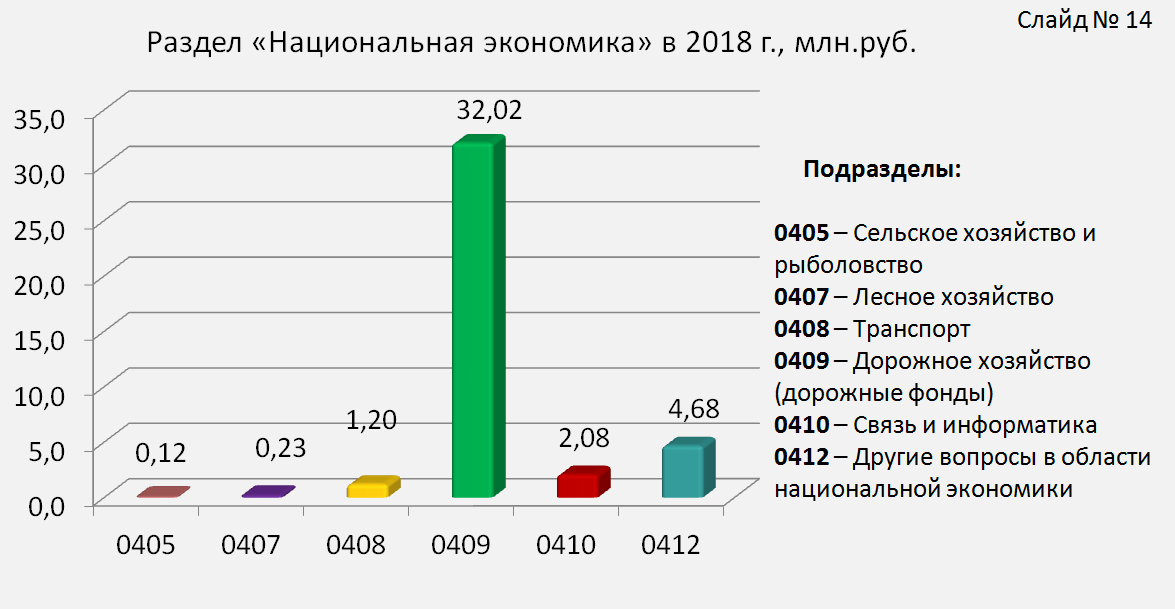 Слайд № 14
Раздел «Национальная экономика» в 2018 г., млн.руб.
35,0
30,0
25,0
20,0
15,0
10,0
5,0
0,0
0,12
0,23
1,20
32,02
2,08
4,68
0405
0407
0408
0409
0410
0412
Подразделы:
0405 – Сельское хозяйство и
рыболовство
0407 – Лесное хозяйство
0408 – Транспорт
0409 – Дорожное хозяйство
(дорожные фонды)
0410 – Связь и информатика
0412 – Другие вопросы в области
национальной экономики